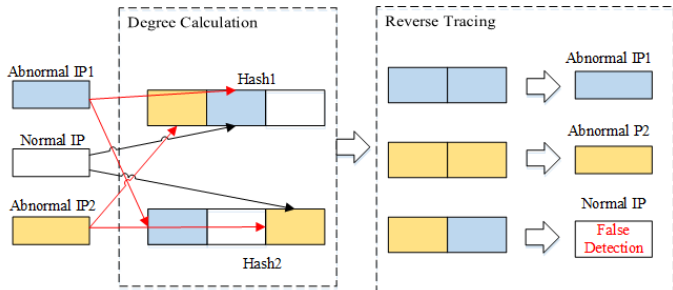 Degree Calculation
Reverse Tracing
Abnormal IP1
Hash1
Abnormal IP1
Normal IP
Abnormal P2
Abnormal IP2
Normal IP
False
Detection
Hash2